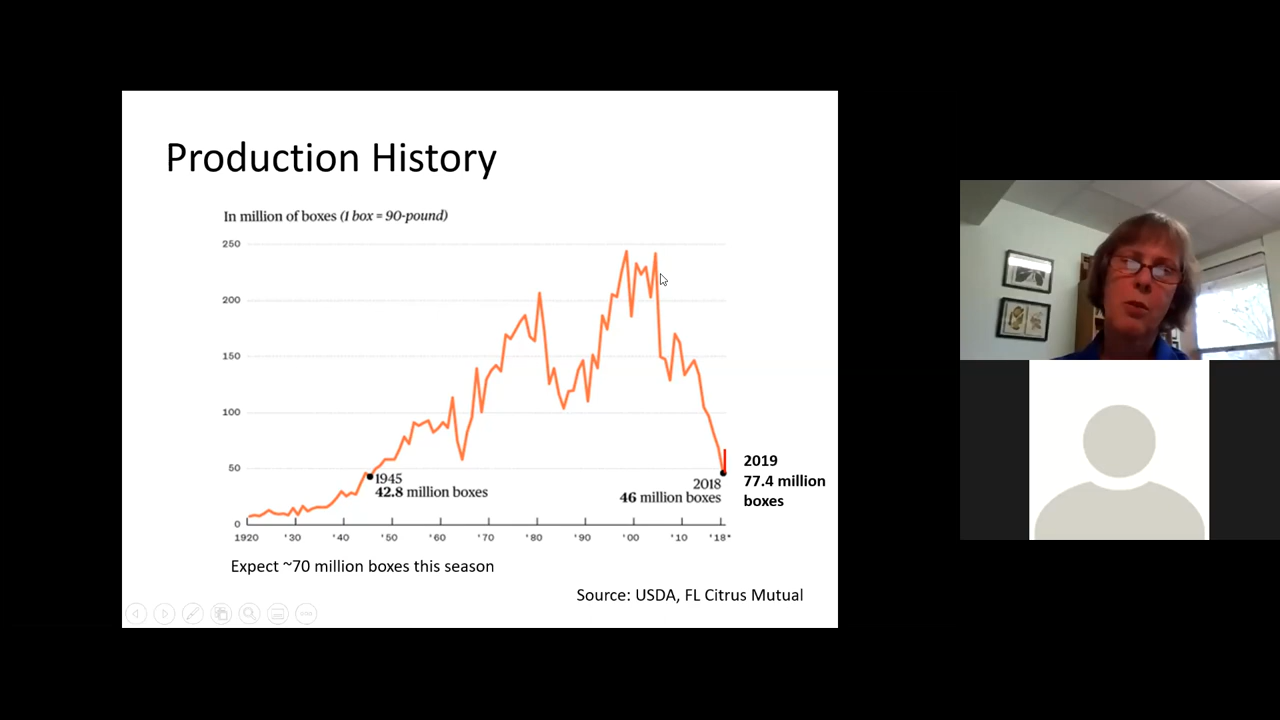 Production History
In million of boxes (1 box = 90-pound)
250
200
150
100
50
0
1945
42.8 million boxes
2018
46 million boxes
2019
77.4 million
boxes
1920 '30 '40 '50 '60 '70 '80 '90 '00 '10 '18*
Expect ~70 million boxes this season
Source: USDA, FL Citrus Mutual